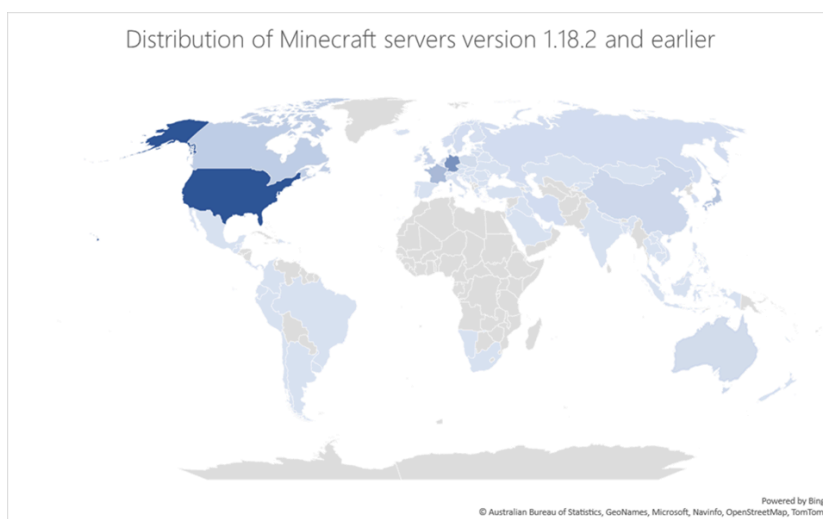 Distribution of Minecraft servers version 1.18.2 and earlier
Powered by Bing
© Australian Bureau of Statistics, GeoNames, Microsoft, Navinfo, OpenStreetMap, TomTom